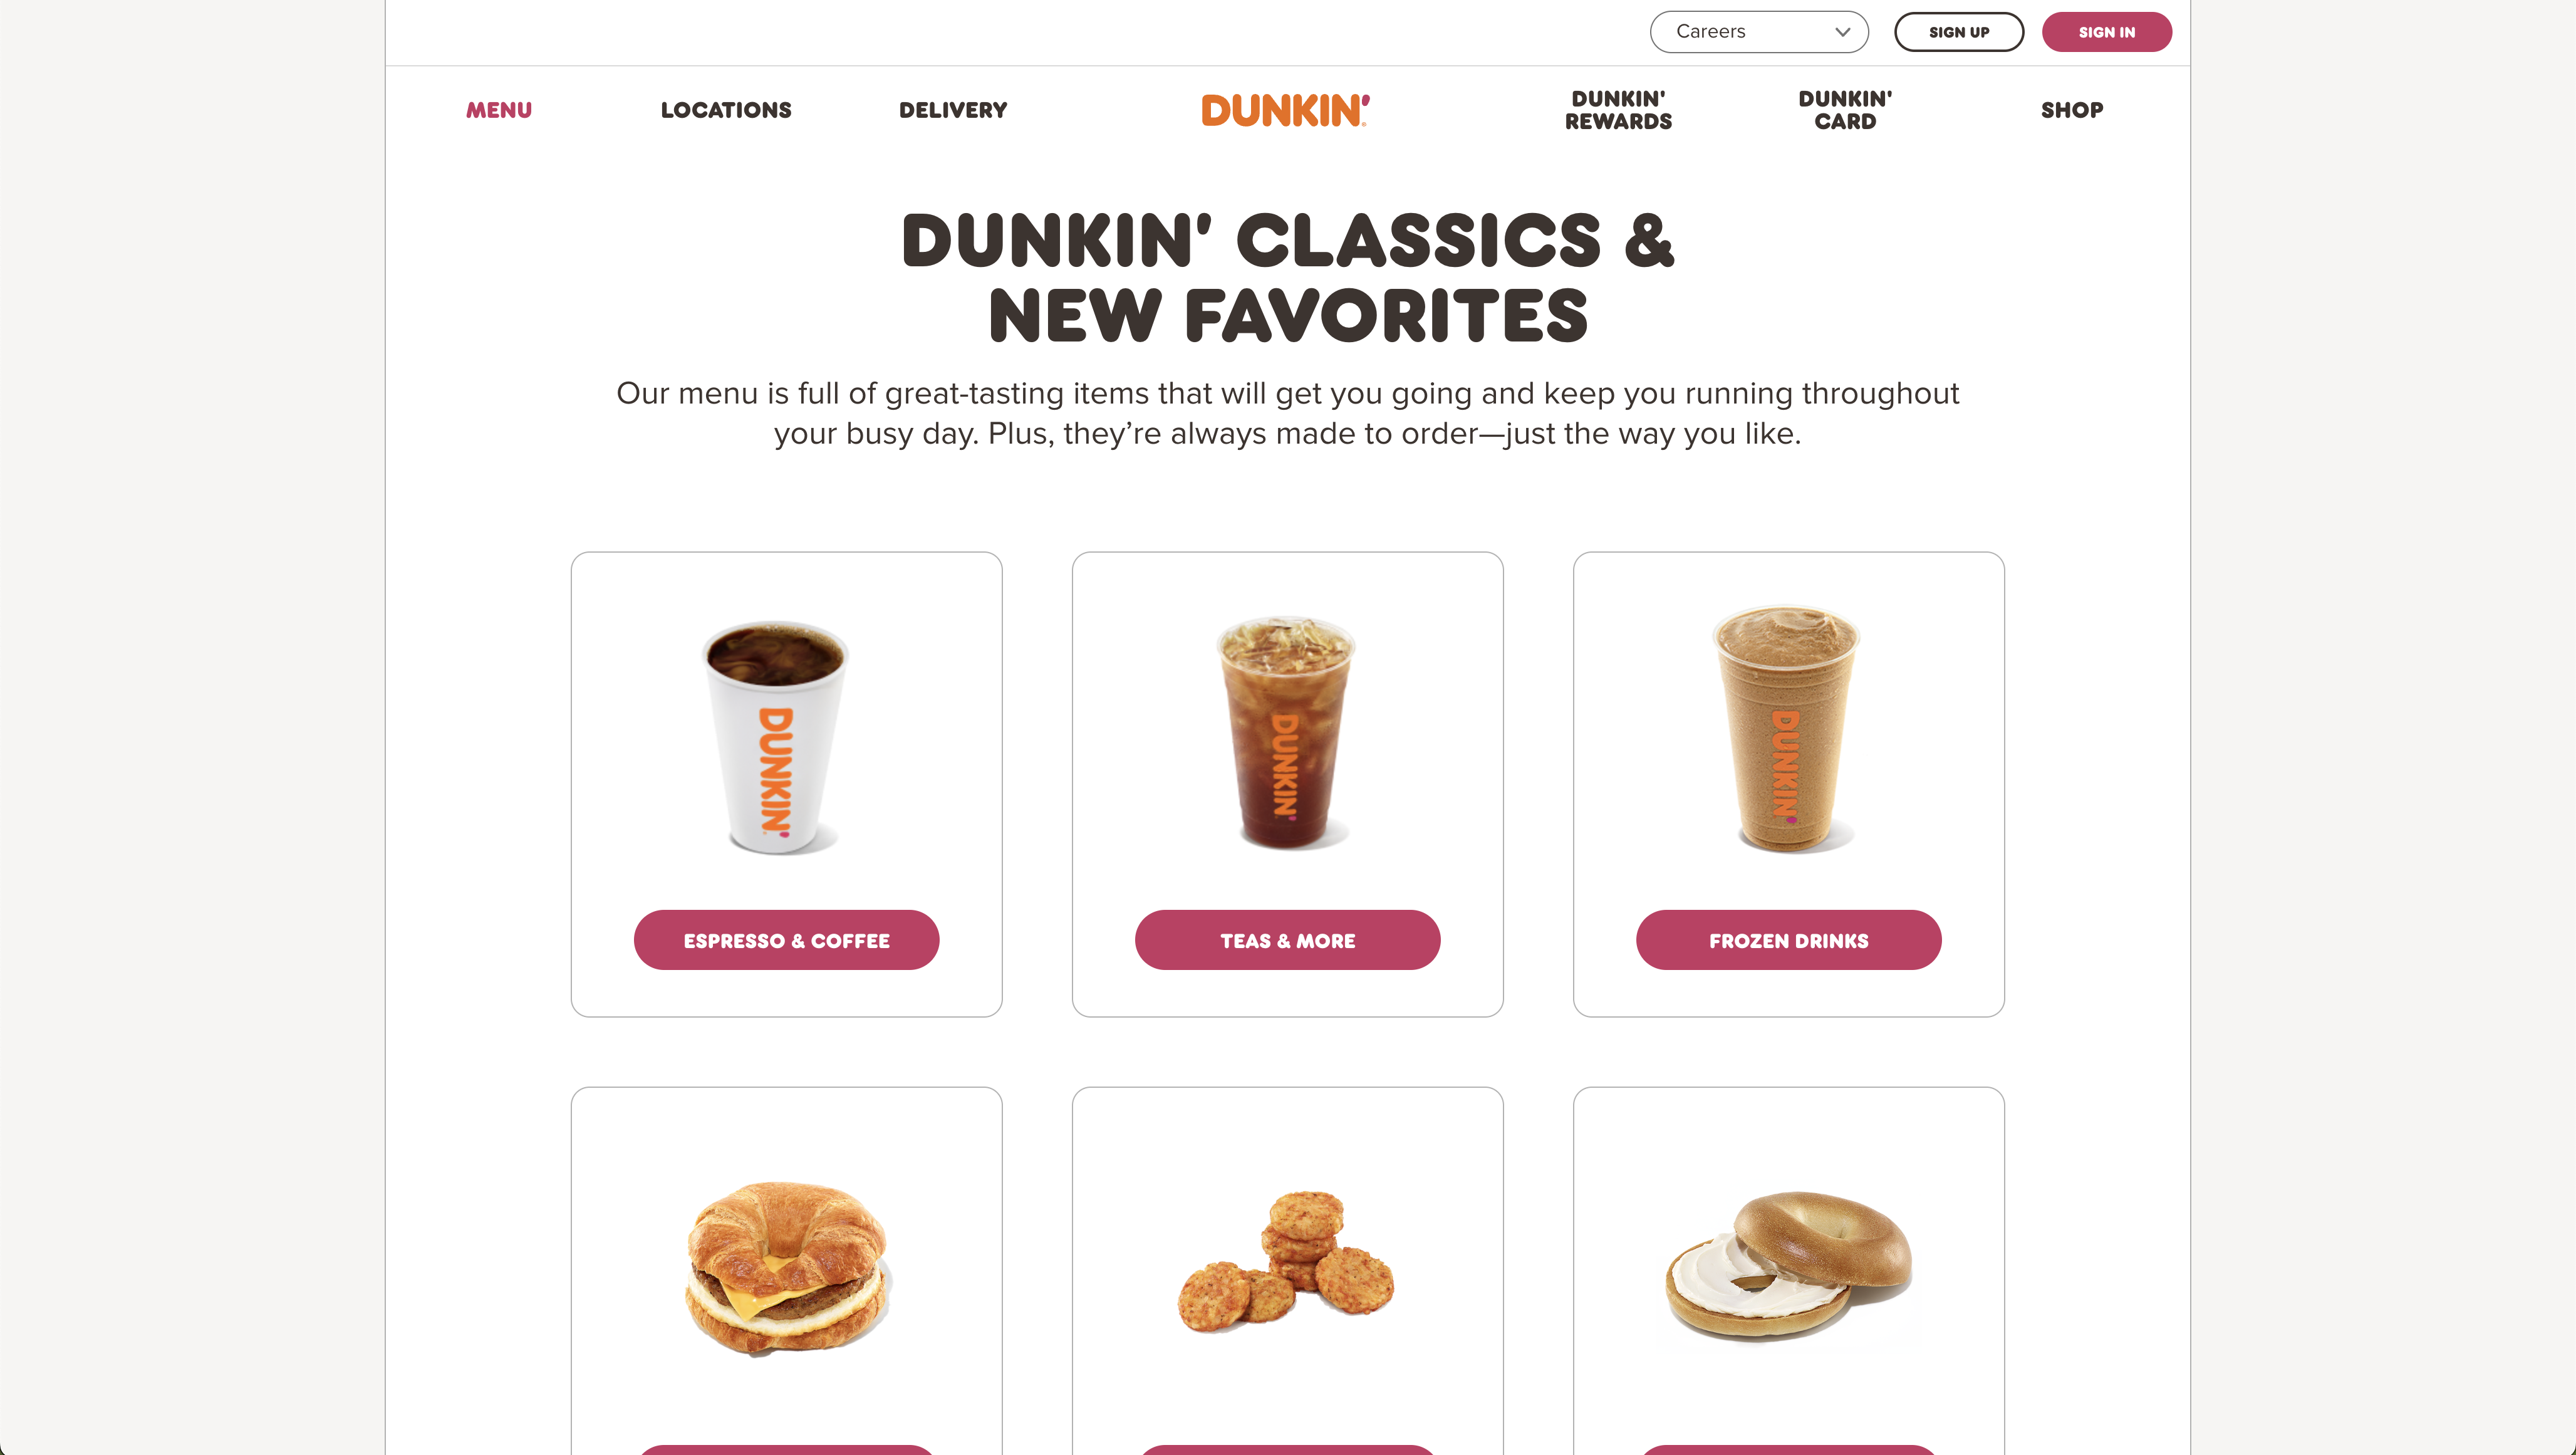 Careers
SIGN UP
SIGN IN
MENU
LOCATIONS
DELIVERY
DUNKIN'
DUNKIN'
REWARDS
DUNKIN'
CARD
SHOP
DUNKIN' CLASSICS &
NEW FAVORITES
Our menu is full of great-tasting items that will get you going and keep you running throughout
your busy day. Plus, they’re always made to order—just the way you like.
DUNKIN'
DUNKIN'
DUNKIN'
ESPRESSO & COFFEE
TEAS & MORE
FROZEN DRINKS